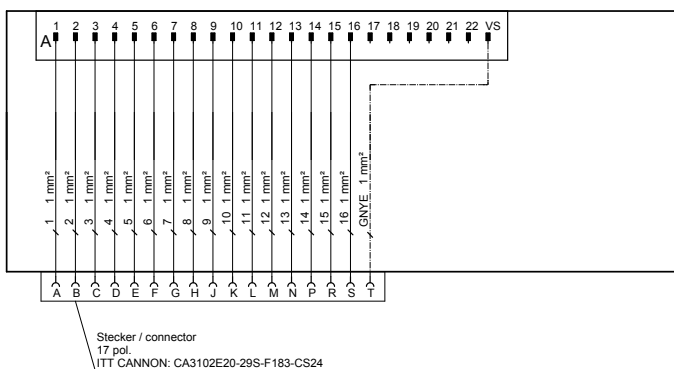 1 2 3 4 5 6 7 8 9 10 11 12 13 14 15 16 17 18 19 20 21 22 VS
A
1 1 mm²
2 1 mm²
3 1 mm²
4 1 mm²
5 1 mm²
6 1 mm²
7 1 mm²
8 1 mm²
9 1 mm²
10 1 mm²
11 1 mm²
12 1 mm²
13 1 mm²
14 1 mm²
15 1 mm²
16 1 mm²
GNYE 1 mm²
A B C D E F G H J K L M N P R S T
Stecker / connector
17 pol.
ITT CANNON: CA3102E20-29S-F183-CS24